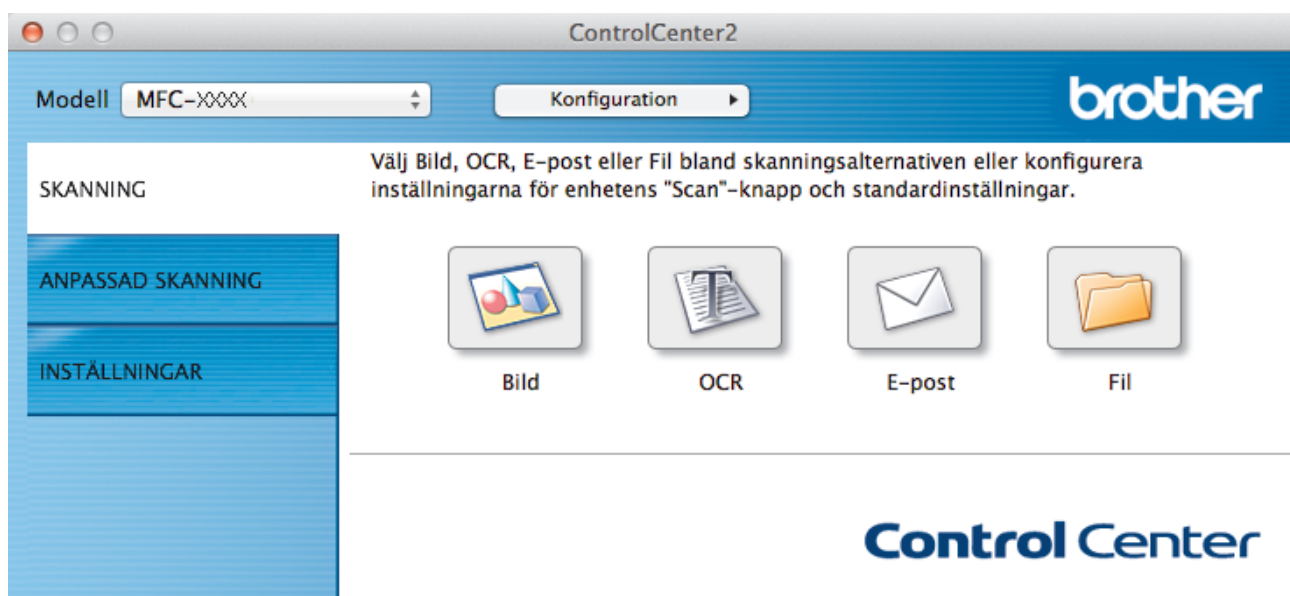 ControlCenter2
Modell MFC-XXXX Konfiguration brother
Välj Bild, OCR, E-post eller Fil bland skanningsalternativen eller konfigurera
inställningarna för enhetens "Scan"-knapp och standardinställningar.
SKANNING
ANPASSAD SKANNING
INSTÄLLNINGAR
Bild OCR E-post Fil
Control Center